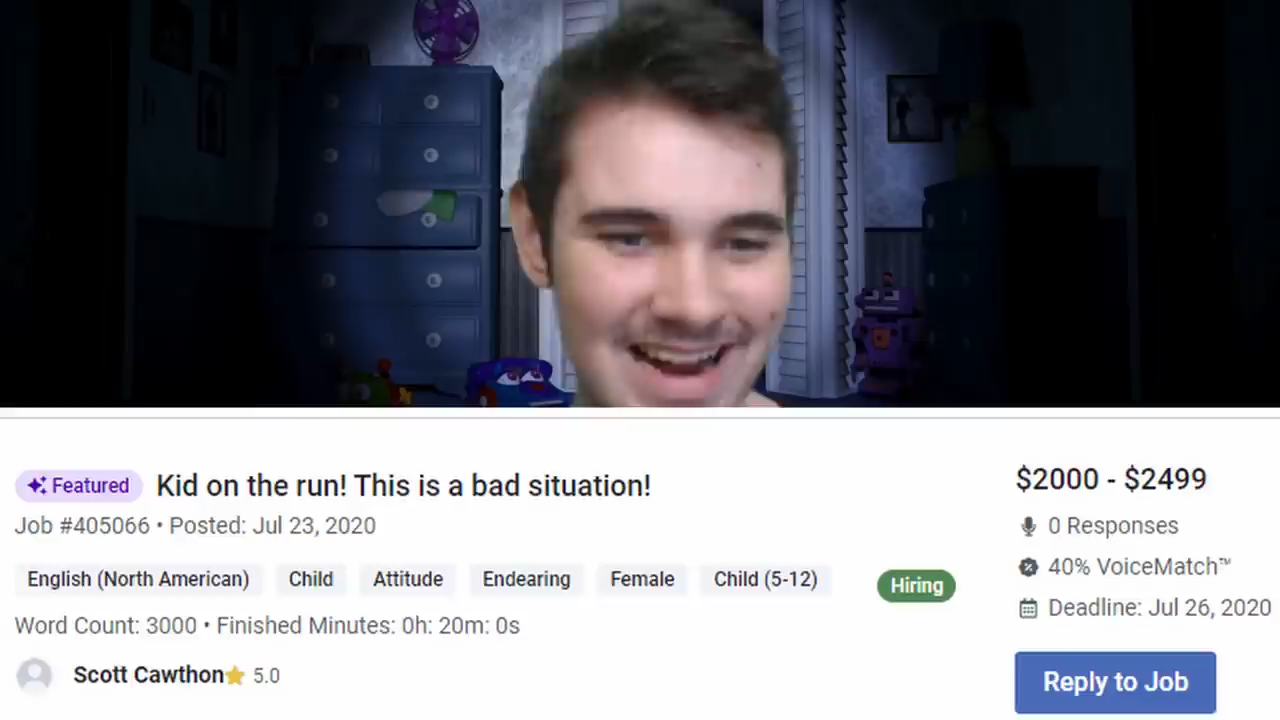 Featured Kid on the run! This is a bad situation!
$2000 - $2499
Job #405066 • Posted: Jul 23, 2020
0 Responses
English (North American) Child Attitude Endearing Female Child (5-12)
Hiring
40% VoiceMatch™
Word Count: 3000 • Finished Minutes: 0h: 20m: 0s
Deadline: Jul 26, 2020
Scott Cawthon 5.0
Reply to Job